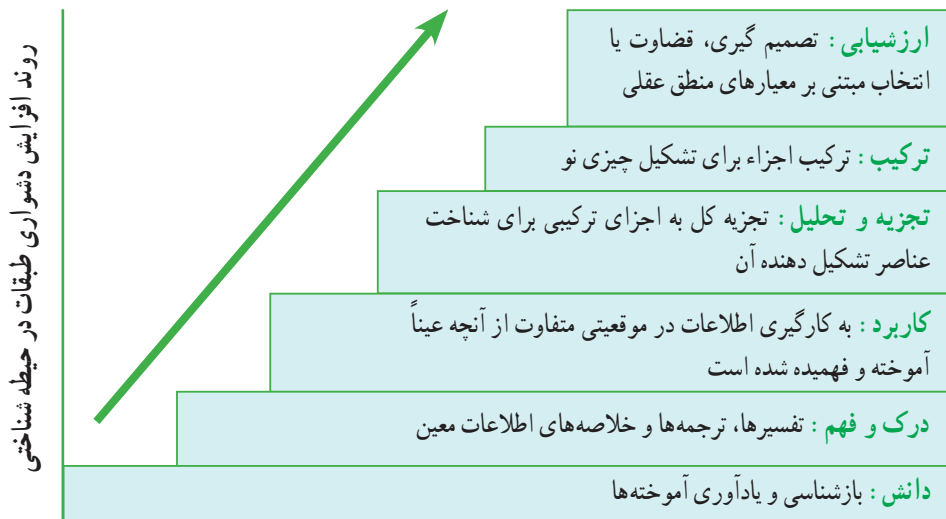 ارزشیابی : تصمیم گیری، قضاوت یا
انتخاب مبتنی بر معیارهای منطق عقلی
ترکیب : ترکیب اجزاء برای تشکیل چیزی نو
تجزیه و تحلیل : تجزیه کل به اجزای ترکیبی برای شناخت
عناصر تشکیل دهنده آن
کاربرد : به کارگیری اطلاعات در موقعیتی متفاوت از آنچه عیناً
آموخته و فهمیده شده است
درک و فهم : تفسیرها، ترجمه‌ها و خلاصه‌های اطلاعات معین
دانش : بازشناسی و یادآوری آموخته‌ها
روند افزایش دشواری طبقات در حیطه شناختی